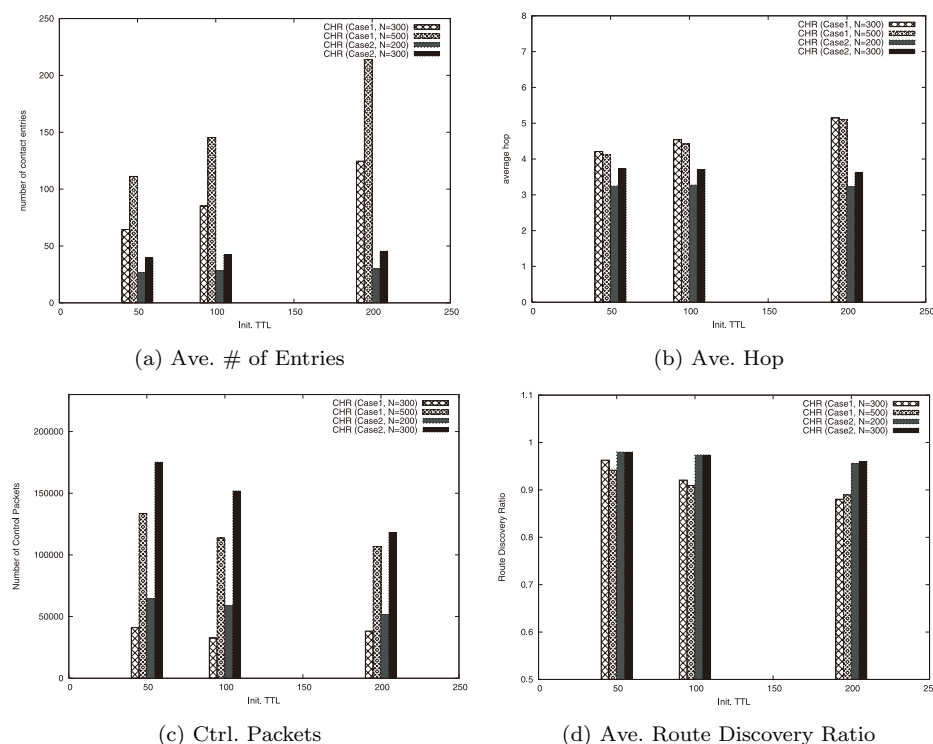 250
200
150
100
50
0
number of contact entries
CHR (Case1, N=300)
CHR (Case1, N=500)
CHR (Case2, N=200)
CHR (Case2, N=300)
0 50 100 150 200 250
Init. TTL
(a) Ave. # of Entries
8
7
6
5
4
3
2
1
0
average hop
CHR (Case1, N=300)
CHR (Case1, N=500)
CHR (Case2, N=200)
CHR (Case2, N=300)
0 50 100 150 200 250
Init. TTL
(b) Ave. Hop
200000
150000
100000
50000
0
Number of Control Packets
CHR (Case1, N=300)
CHR (Case1, N=500)
CHR (Case2, N=200)
CHR (Case2, N=300)
0 50 100 150 200 250
Init. TTL
(c) Ctrl. Packets
1.1
1
0.9
0.8
0.7
0.6
0.5
Route Discovery Ratio
CHR (Case1, N=300)
CHR (Case1, N=500)
CHR (Case2, N=200)
CHR (Case2, N=300)
0 50 100 150 200 25
Init. TTL
(d) Ave. Route Discovery Ratio